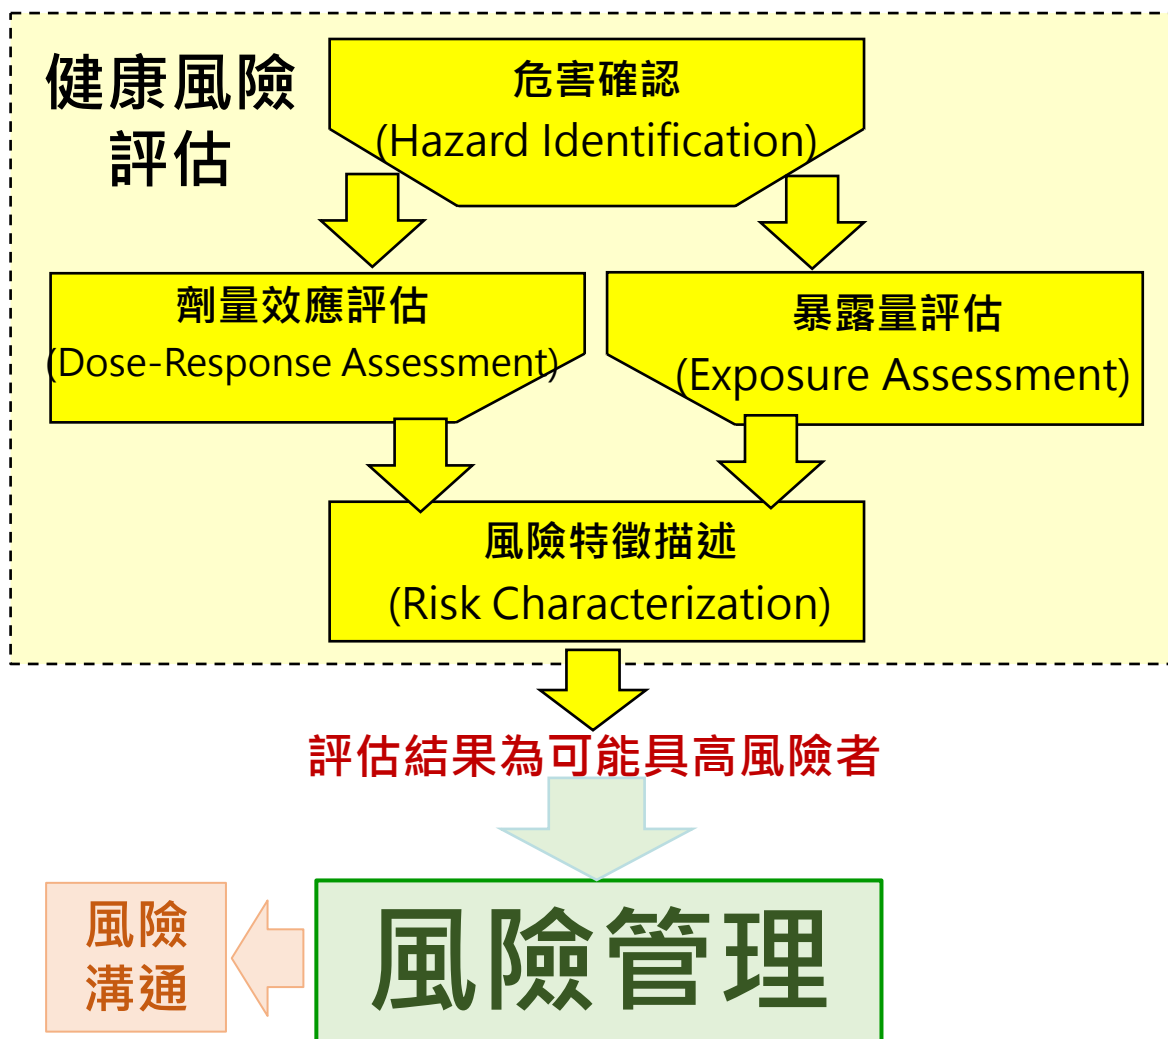 健康風險
評估
危害確認
(Hazard Identification)
劑量效應評估
(Dose-Response Assessment)
暴露量評估
(Exposure Assessment)
風險特徵描述
(Risk Characterization)
評估結果為可能具高風險者
風險
溝通
風險管理